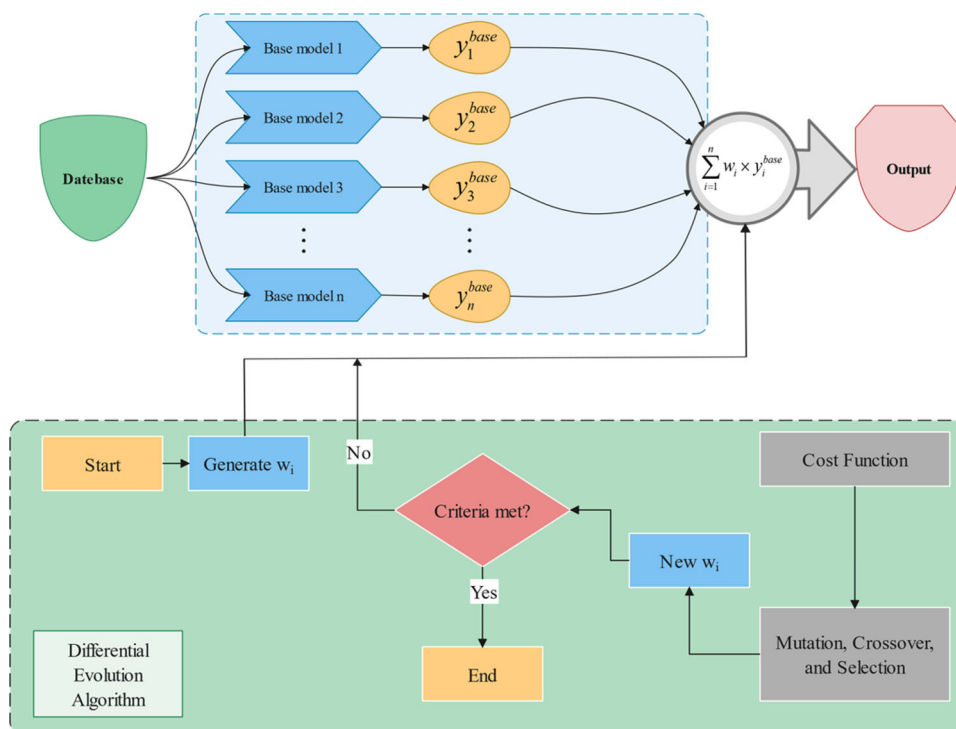 Base model 1
y_1^{base}
Base model 2
y_2^{base}
Datebase
Base model 3
y_3^{base}
\sum_{i=1}^{n} w_i × y_i^{base}
Output
⋮
⋮
Base model n
y_n^{base}
Start
Generate w_i
No
Criteria met?
Yes
End
Cost Function
New w_i
Mutation, Crossover,
and Selection
Differential
Evolution
Algorithm